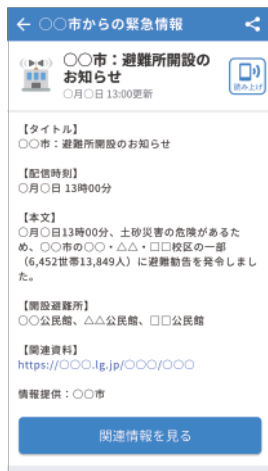 ○○市からの緊急情報
○○市：避難所開設の
お知らせ
○月○日 13:00更新
読み上げ
【タイトル】
○○市：避難所開設のお知らせ
【配信時刻】
○月○日 13時00分
【本文】
○月○日13時00分、土砂災害の危険があるた
め、○○市の○○・△△・□□校区の一部
（6,452世帯13,849人）に避難勧告を発令しまし
た。
【開設避難所】
○○公民館、△△公民館、□□公民館
【関連資料】
https://○○○.lg.jp/○○○/○○○
情報提供：○○市
関連情報を見る